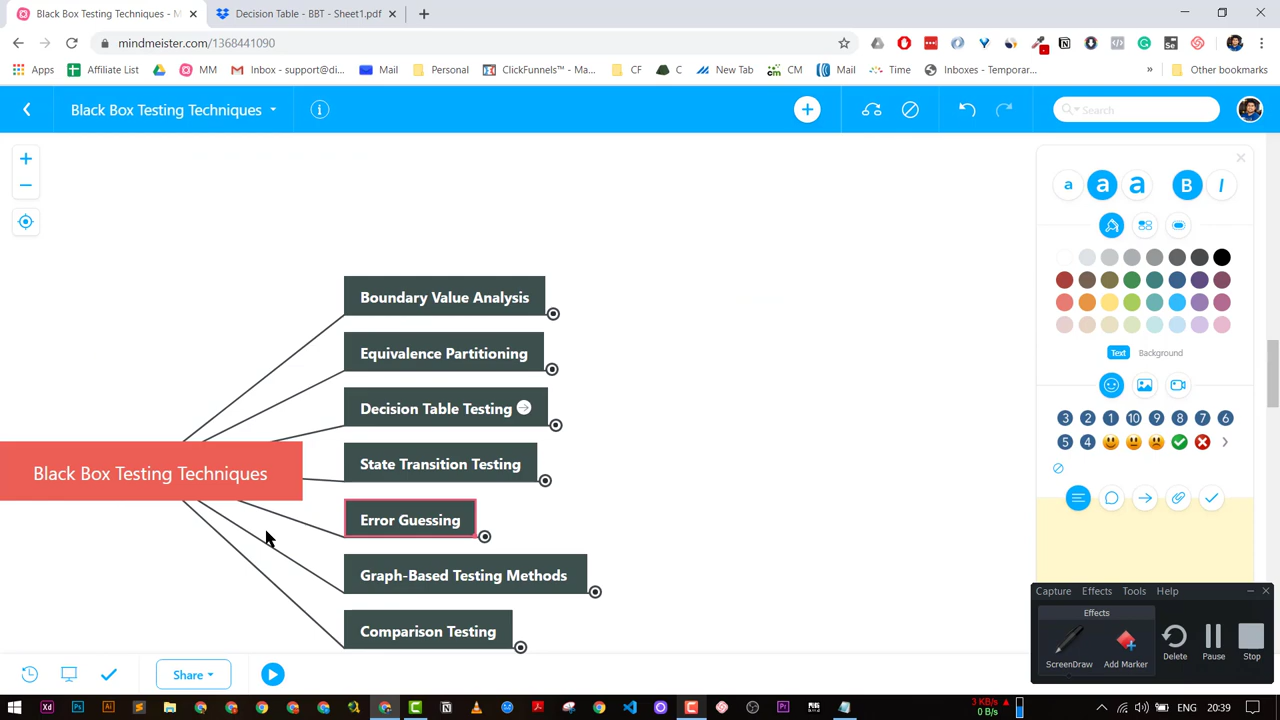 Black Box Testing Techniques - M
Decision Table - BBT - Sheet1.pdf
mindmeister.com/1368441090
Apps
Affiliate List
MM
Inbox - support@di...
Mail
Personal
ClickFunnels™ - Ma...
CF
C
New Tab
CM
Mail
Time
Inboxes - Temporar...
»
Other bookmarks
Black Box Testing Techniques
Search
a a a B I
Boundary Value Analysis
Equivalence Partitioning
Decision Table Testing
State Transition Testing
Black Box Testing Techniques
Error Guessing
Graph-Based Testing Methods
Comparison Testing
Text Background
3 2 1 10 9 8 7 6
5 4
Capture Effects Tools Help
Effects
ScreenDraw
Add Marker
Delete
Pause
Stop
Share
3 KB/s
0 B/s
ENG
20:39